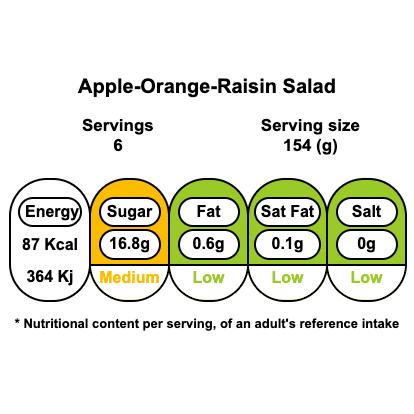 Apple-Orange-Raisin Salad
Servings Serving size
6 154 (g)
Energy Sugar Fat Sat Fat Salt
87 Kcal 16.8g 0.6g 0.1g 0g
364 Kj Medium Low Low Low
* Nutritional content per serving, of an adult's reference intake